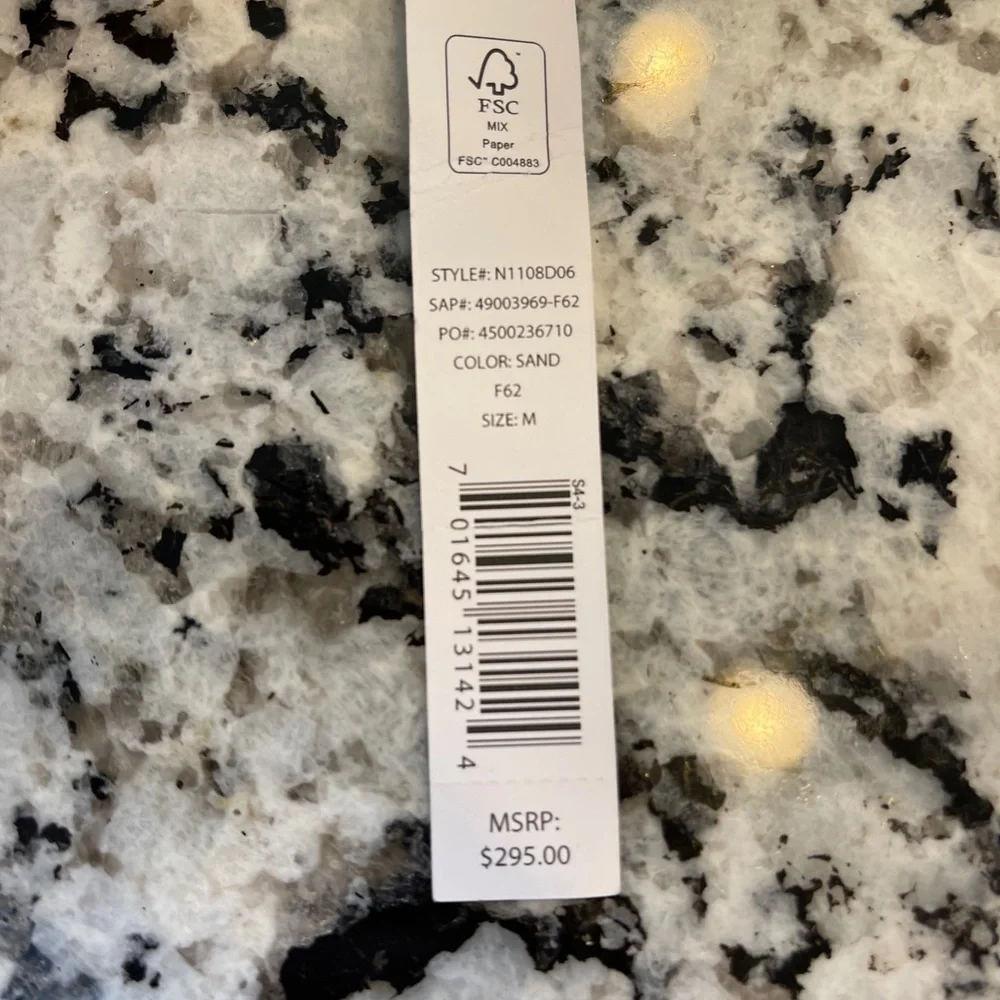 FSC
MIX
Paper
FSC™ C004883
STYLE#: N1108D06
SAP#: 49003969-F62
PO#: 4500236710
COLOR: SAND
F62
SIZE: M
S4-3
7 01645 13142 4
MSRP:
$295.00